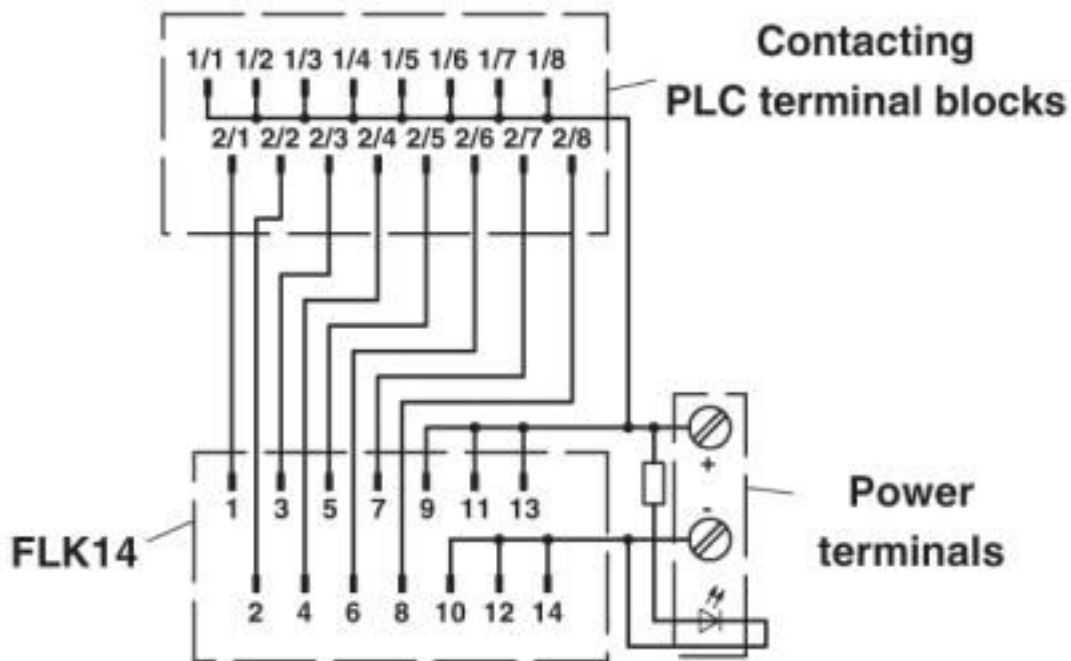 Contacting
PLC terminal blocks
1/1 1/2 1/3 1/4 1/5 1/6 1/7 1/8
2/1 2/2 2/3 2/4 2/5 2/6 2/7 2/8
+
-
Power
terminals
1 3 5 7 9 11 13
FLK14
2 4 6 8 10 12 14